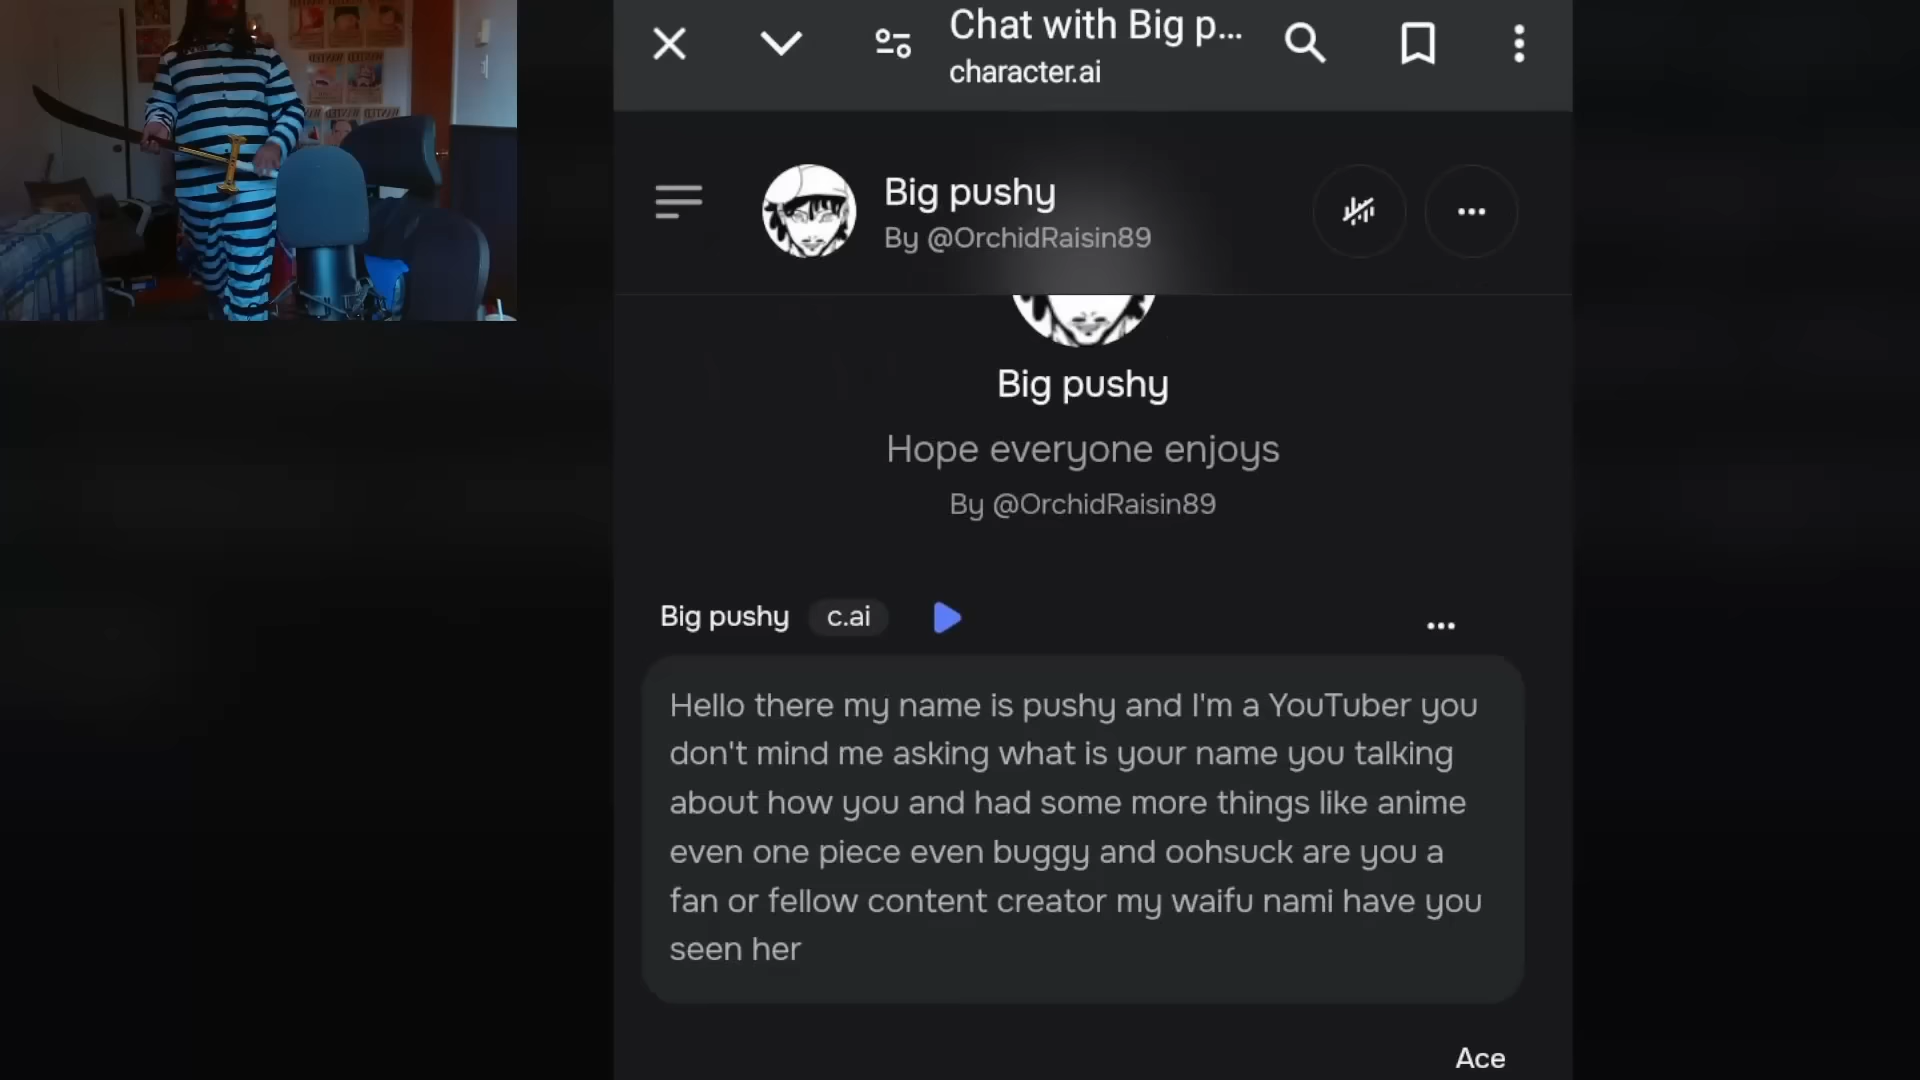 Chat with Big p...
character.ai
Big pushy
By @OrchidRaisin89
Big pushy
Hope everyone enjoys
By @OrchidRaisin89
Big pushy c.ai
Hello there my name is pushy and I'm a YouTuber you
don't mind me asking what is your name you talking
about how you and had some more things like anime
even one piece even buggy and oohsuck are you a
fan or fellow content creator my waifu nami have you
seen her
Ace